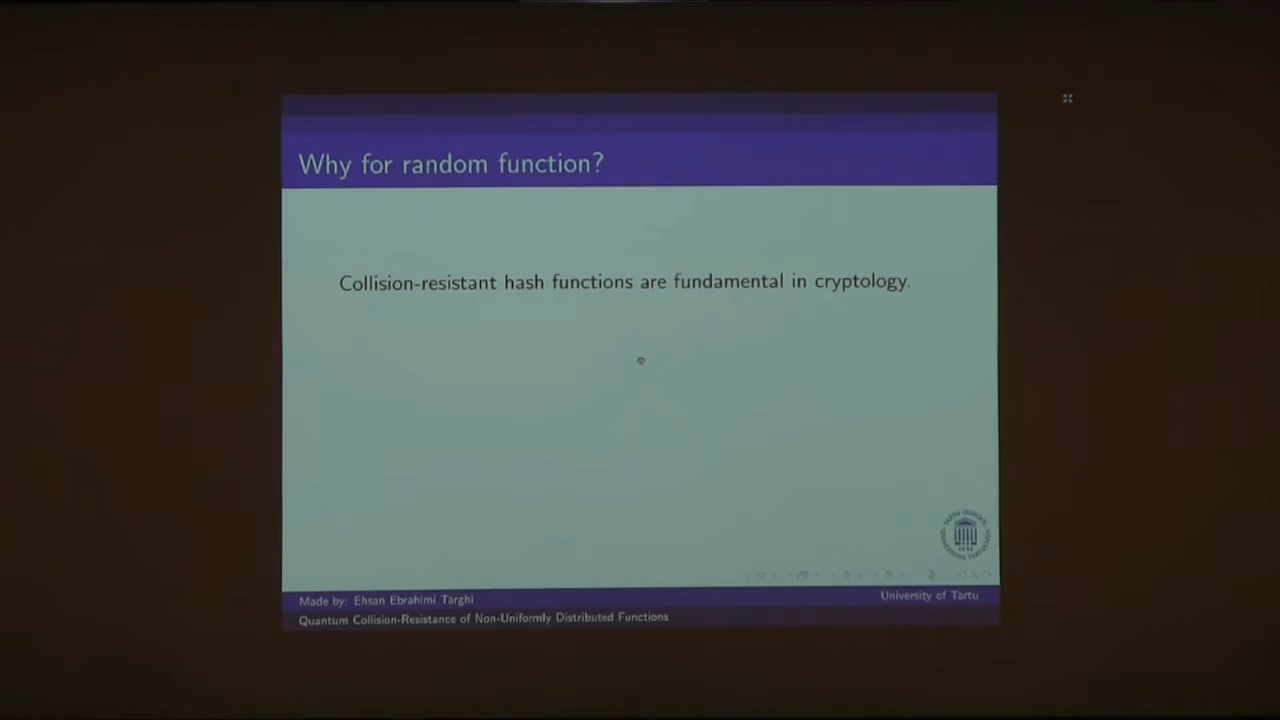 Why for random function?
Collision-resistant hash functions are fundamental in cryptology.
Made by: Ehsan Ebrahimi Targhi
University of Tartu
Quantum Collision-Resistance of Non-Uniformly Distributed Functions